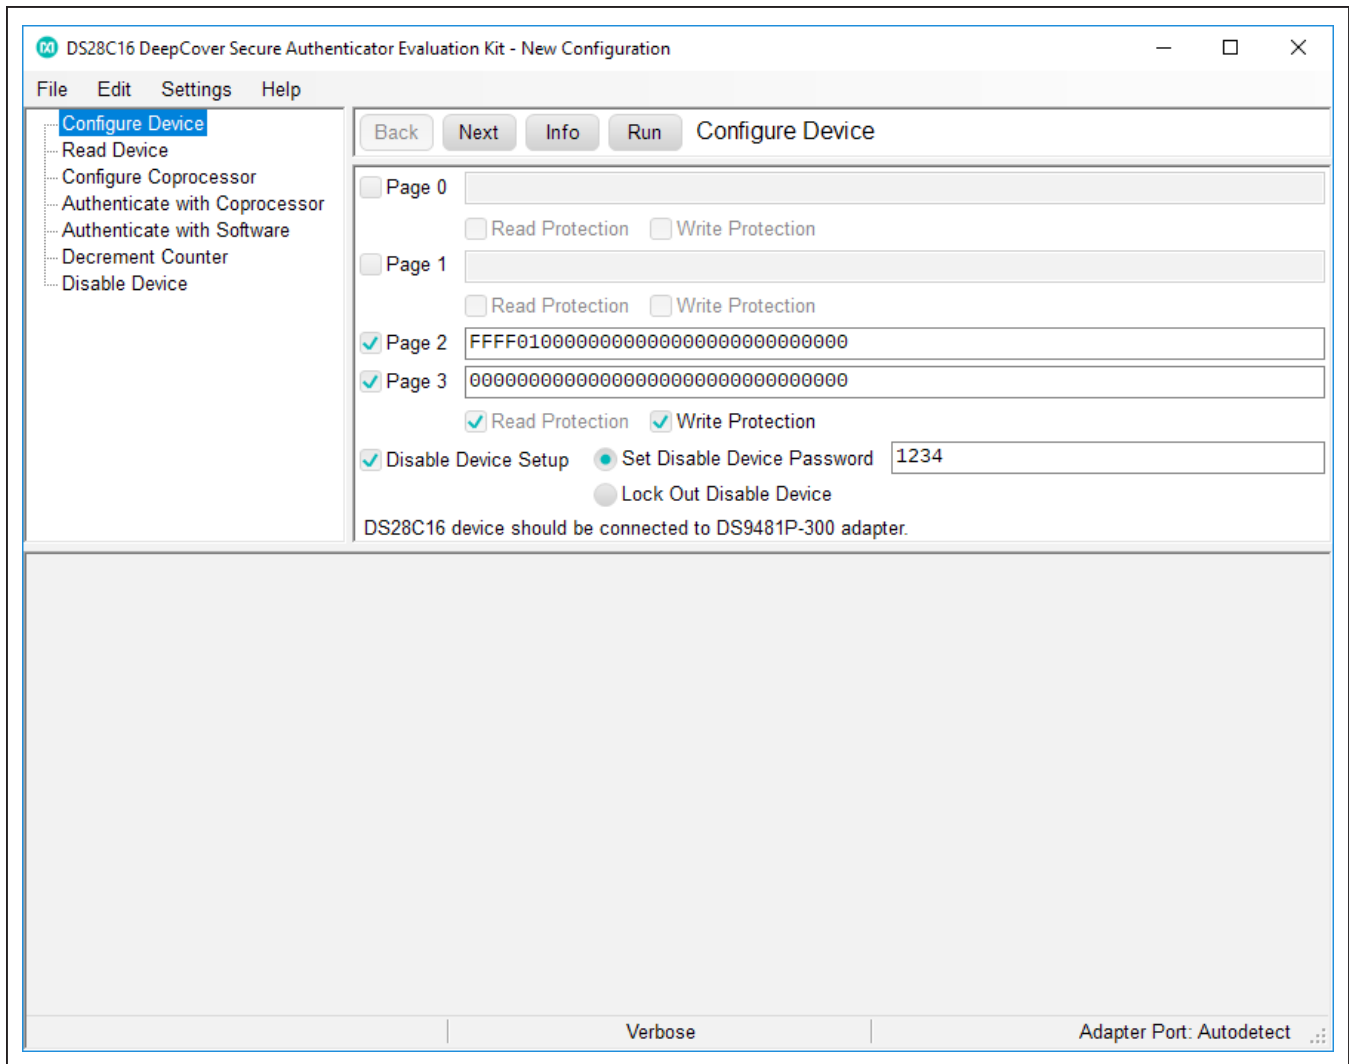 DS28C16 DeepCover Secure Authenticator Evaluation Kit - New Configuration
File Edit Settings Help
Configure Device
Read Device
Configure Coprocessor
Authenticate with Coprocessor
Authenticate with Software
Decrement Counter
Disable Device
Back Next Info Run Configure Device
Page 0
Read Protection Write Protection
Page 1
Read Protection Write Protection
Page 2 FFFF0100000000000000000000000000
Page 3 00000000000000000000000000000000
Read Protection Write Protection
Disable Device Setup Set Disable Device Password 1234
Lock Out Disable Device
DS28C16 device should be connected to DS9481P-300 adapter.
Verbose Adapter Port: Autodetect